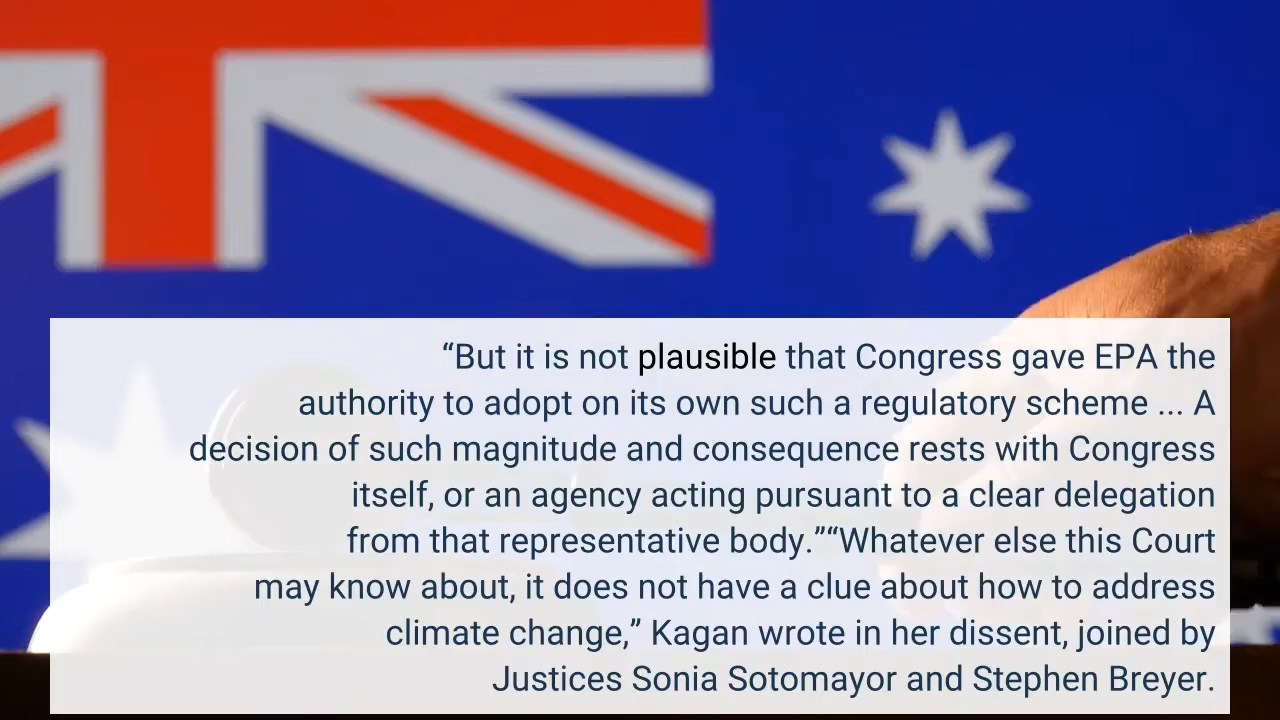 “But it is not plausible that Congress gave EPA the
authority to adopt on its own such a regulatory scheme ... A
decision of such magnitude and consequence rests with Congress
itself, or an agency acting pursuant to a clear delegation
from that representative body.”“Whatever else this Court
may know about, it does not have a clue about how to address
climate change,” Kagan wrote in her dissent, joined by
Justices Sonia Sotomayor and Stephen Breyer.